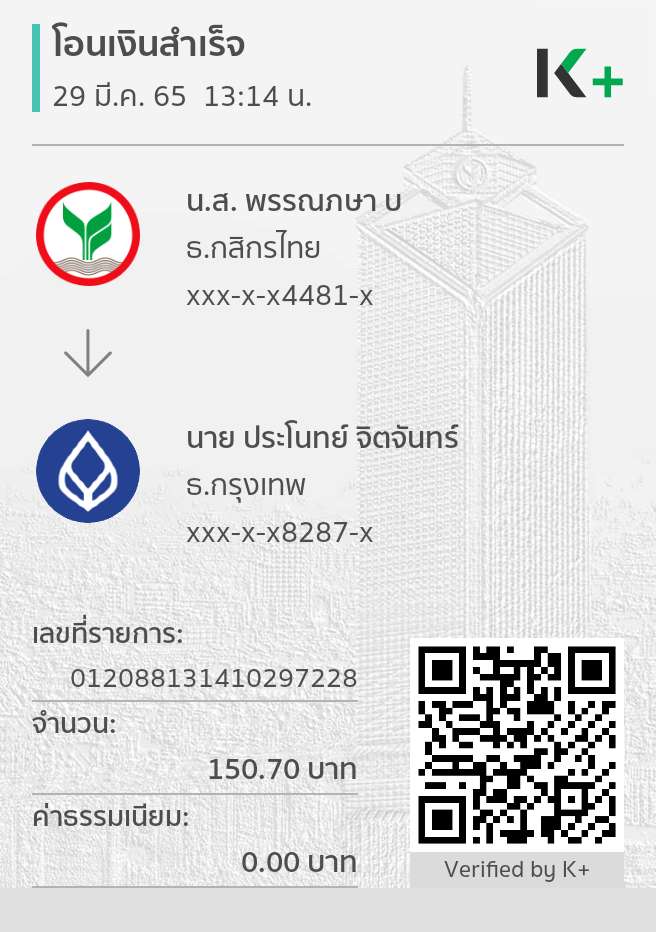 โอนเงินสำเร็จ
29 มี.ค. 65 13:14 น.
K+
น.ส. พรรณภษา บ
ธ.กสิกรไทย
xxx-x-x4481-x
นาย ประโนทย์ จิตจันทร์
ธ.กรุงเทพ
xxx-x-x8287-x
เลขที่รายการ:
012088131410297228
จำนวน:
150.70 บาท
ค่าธรรมเนียม:
0.00 บาท
Verified by K+